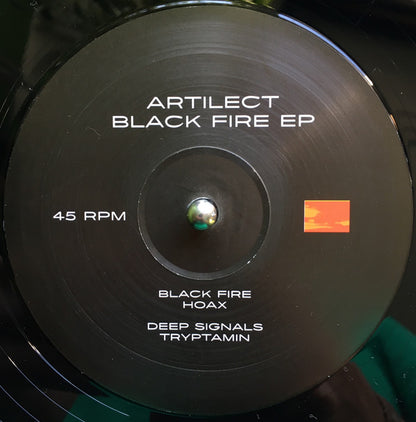 ARTILECT
BLACK FIRE EP
45 RPM
BLACK FIRE
HOAX
DEEP SIGNALS
TRYPTAMIN